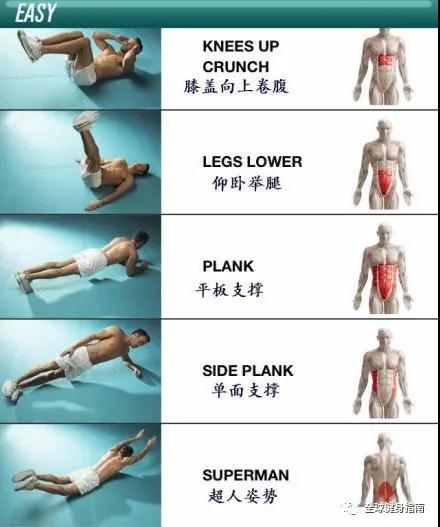 EASY
KNEES UP
CRUNCH
膝盖向上卷腹
LEGS LOWER
仰卧举腿
PLANK
平板支撑
SIDE PLANK
单面支撑
SUPERMAN
超人姿势
全球健身指南